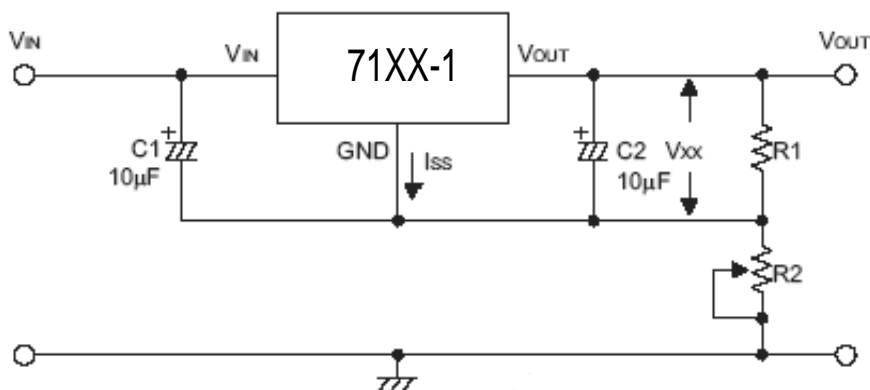 VIN
VIN
71XX-1
VOUT
VOUT
C1
10µF
GND
ISS
C2
10µF
VXX
R1
R2